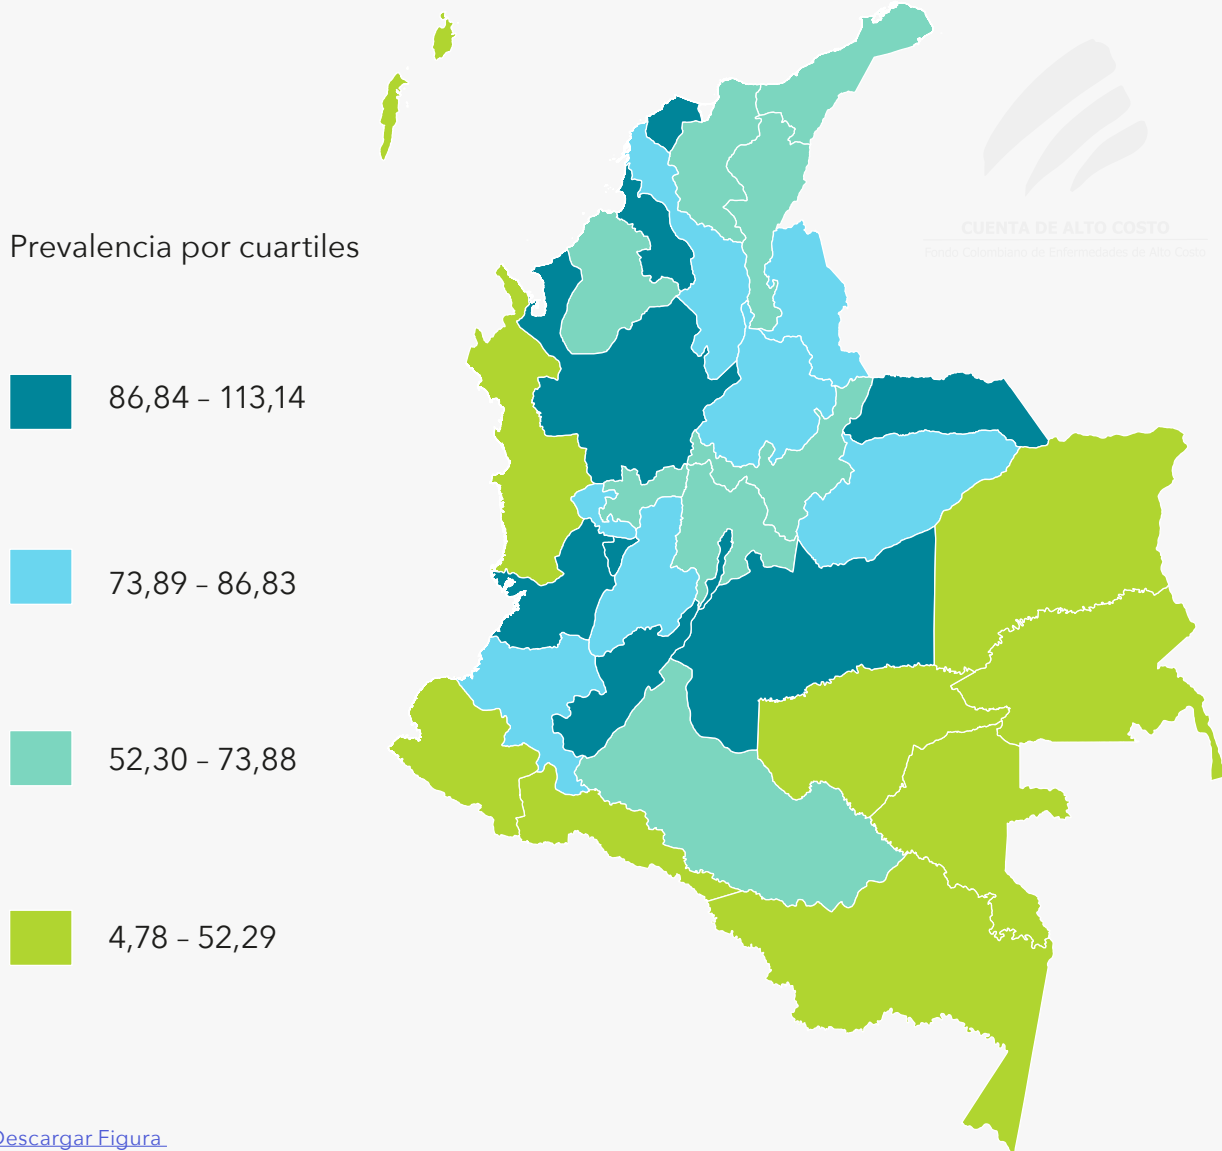 CUENTA DE ALTO COSTO
Fondo Colombiano de Enfermedades de Alto Costo
Prevalencia por cuartiles
86,84 – 113,14
73,89 – 86,83
52,30 – 73,88
4,78 – 52,29
Descargar Figura